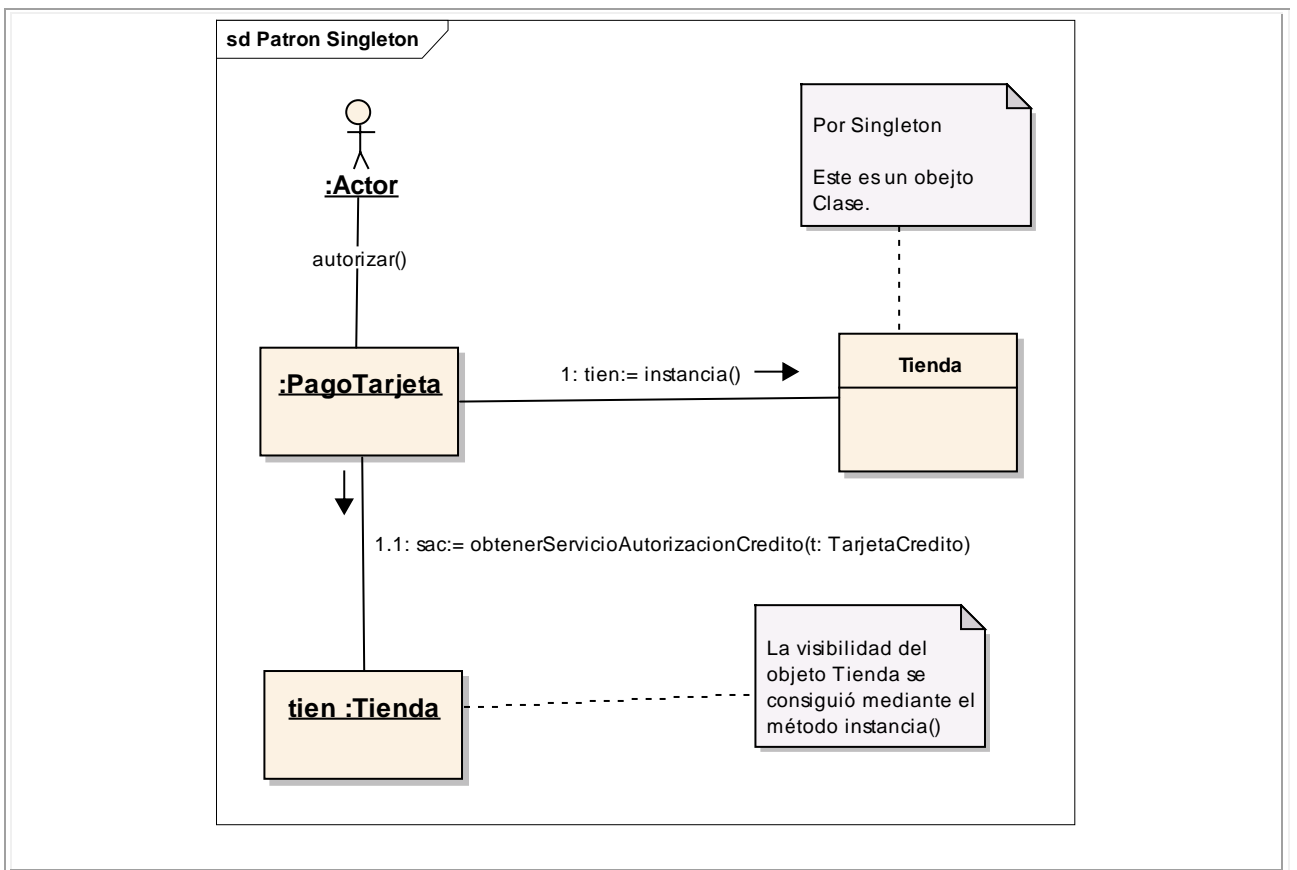 sd Patron Singleton
:Actor
autorizar()
Por Singleton
Este es un obejto
Clase.
:PagoTarjeta
1: tien:= instancia()
Tienda
1.1: sac:= obtenerServicioAutorizacionCredito(t: TarjetaCredito)
tien :Tienda
La visibilidad del
objeto Tienda se
consiguió mediante el
método instancia()